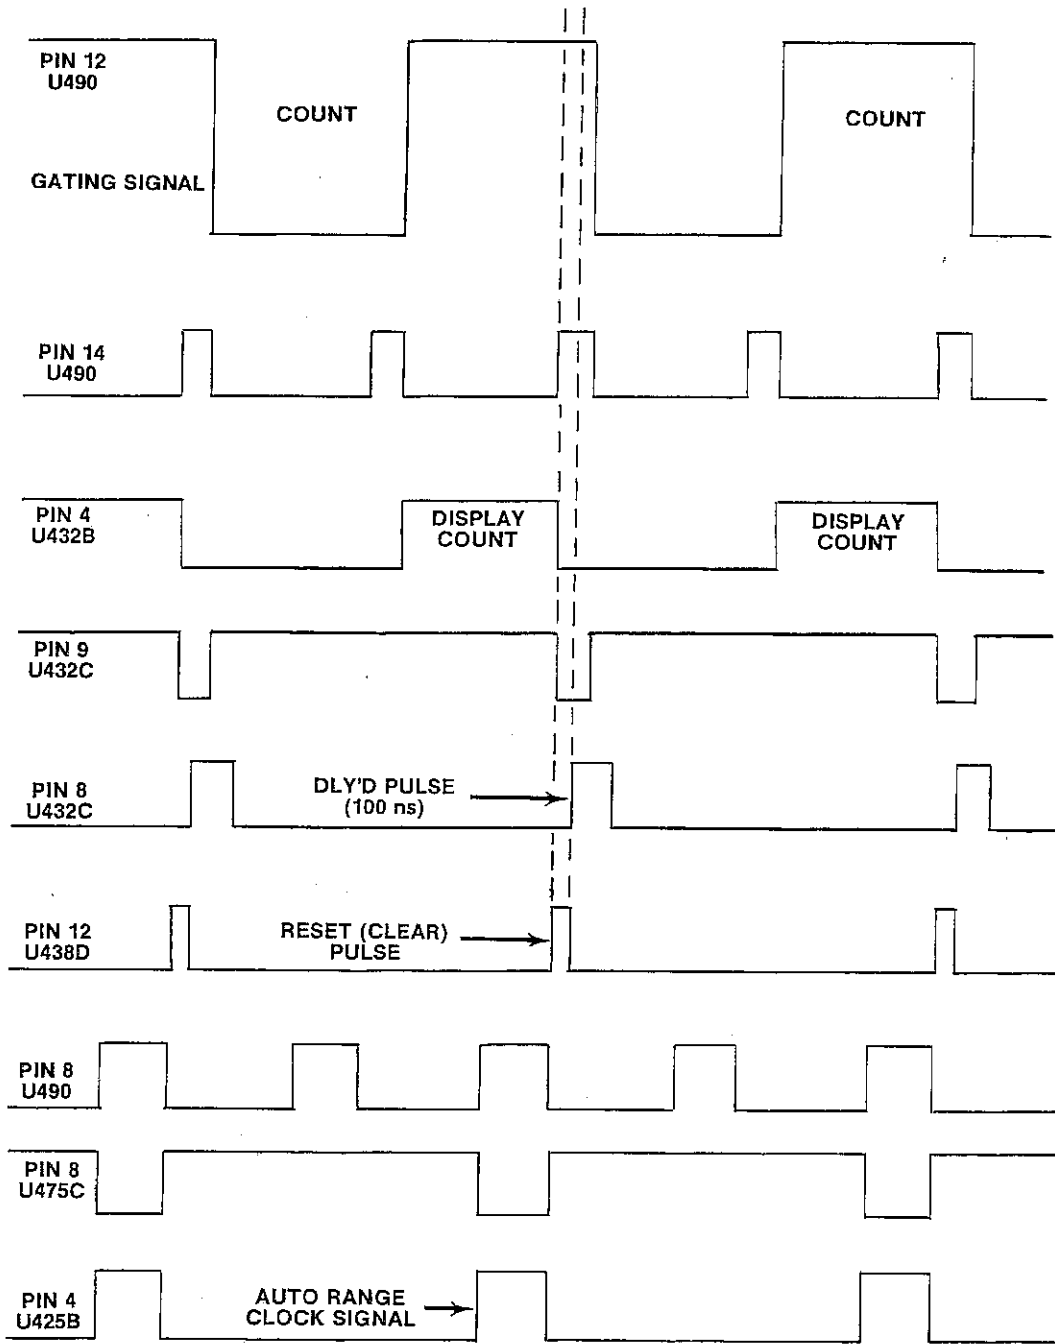 PIN 12
U490
COUNT
COUNT
GATING SIGNAL
PIN 14
U490
PIN 4
U432B
DISPLAY
COUNT
DISPLAY
COUNT
PIN 9
U432C
PIN 8
U432C
DLY'D PULSE
(100 ns)
PIN 12
U438D
RESET (CLEAR)
PULSE
PIN 8
U490
PIN 8
U475C
PIN 4
U425B
AUTO RANGE
CLOCK SIGNAL